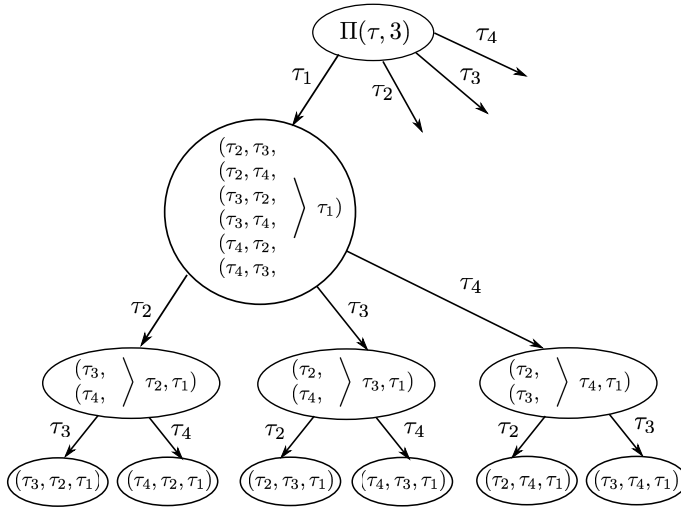 Π(τ, 3)
τ₄
τ₁
τ₂
τ₃
(τ₂, τ₃,
(τ₂, τ₄,
(τ₃, τ₂,
(τ₃, τ₄,
(τ₄, τ₂,
(τ₄, τ₃,
τ₁)
τ₂
τ₃
τ₄
(τ₃,
(τ₄,
τ₂, τ₁)
(τ₂,
(τ₄,
τ₃, τ₁)
(τ₂,
(τ₃,
τ₄, τ₁)
τ₃
τ₄
τ₂
τ₄
τ₂
τ₃
(τ₃, τ₂, τ₁)
(τ₄, τ₂, τ₁)
(τ₂, τ₃, τ₁)
(τ₄, τ₃, τ₁)
(τ₂, τ₄, τ₁)
(τ₃, τ₄, τ₁)